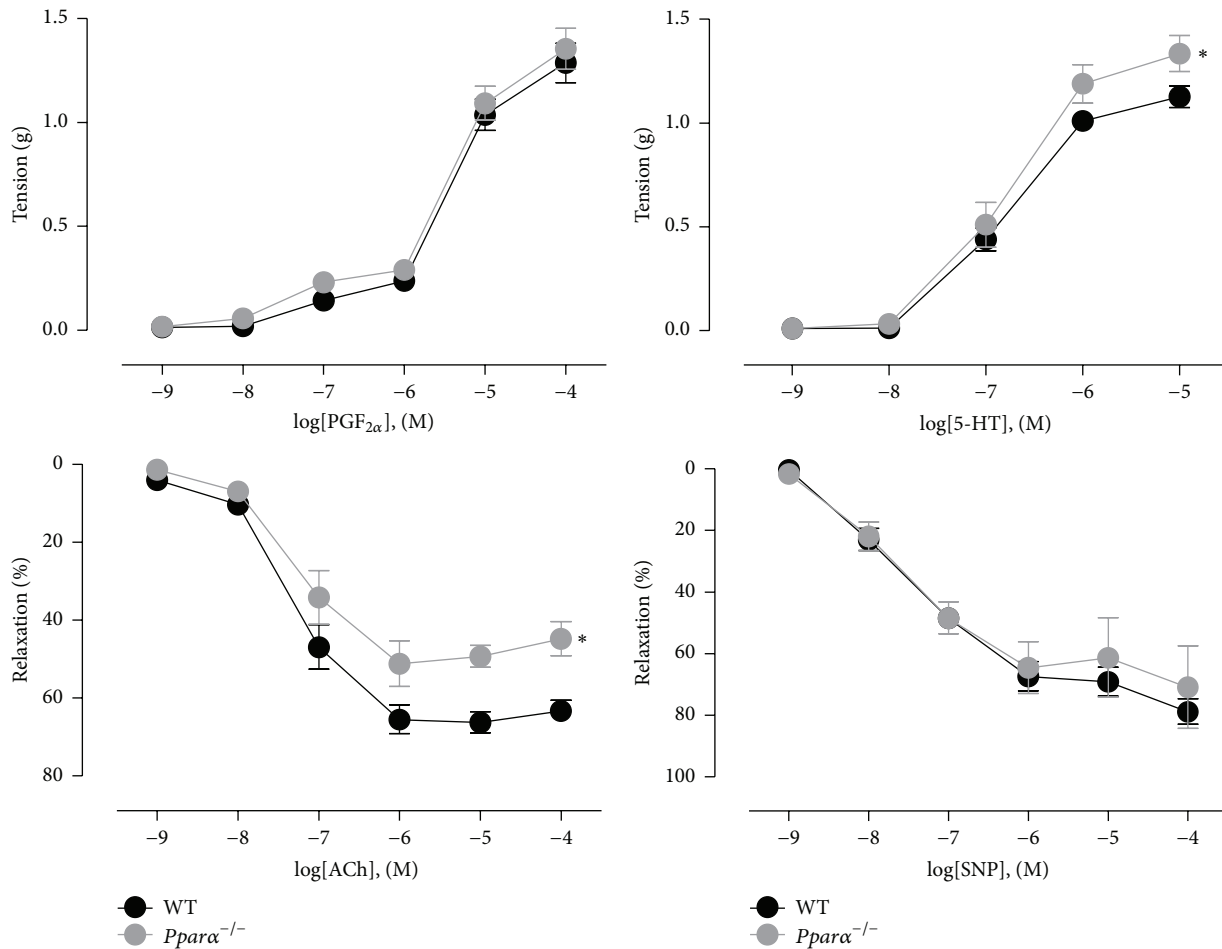 1.5
1.0
0.5
0.0
Tension (g)
−9 −8 −7 −6 −5 −4
log[PGF2α], (M)
1.5
1.0
0.5
0.0
Tension (g)
*
−9 −8 −7 −6 −5
log[5-HT], (M)
0
20
40
60
80
Relaxation (%)
*
−9 −8 −7 −6 −5 −4
log[ACh], (M)
WT
Pparα−/−
0
20
40
60
80
100
Relaxation (%)
−9 −8 −7 −6 −5 −4
log[SNP], (M)
WT
Pparα−/−